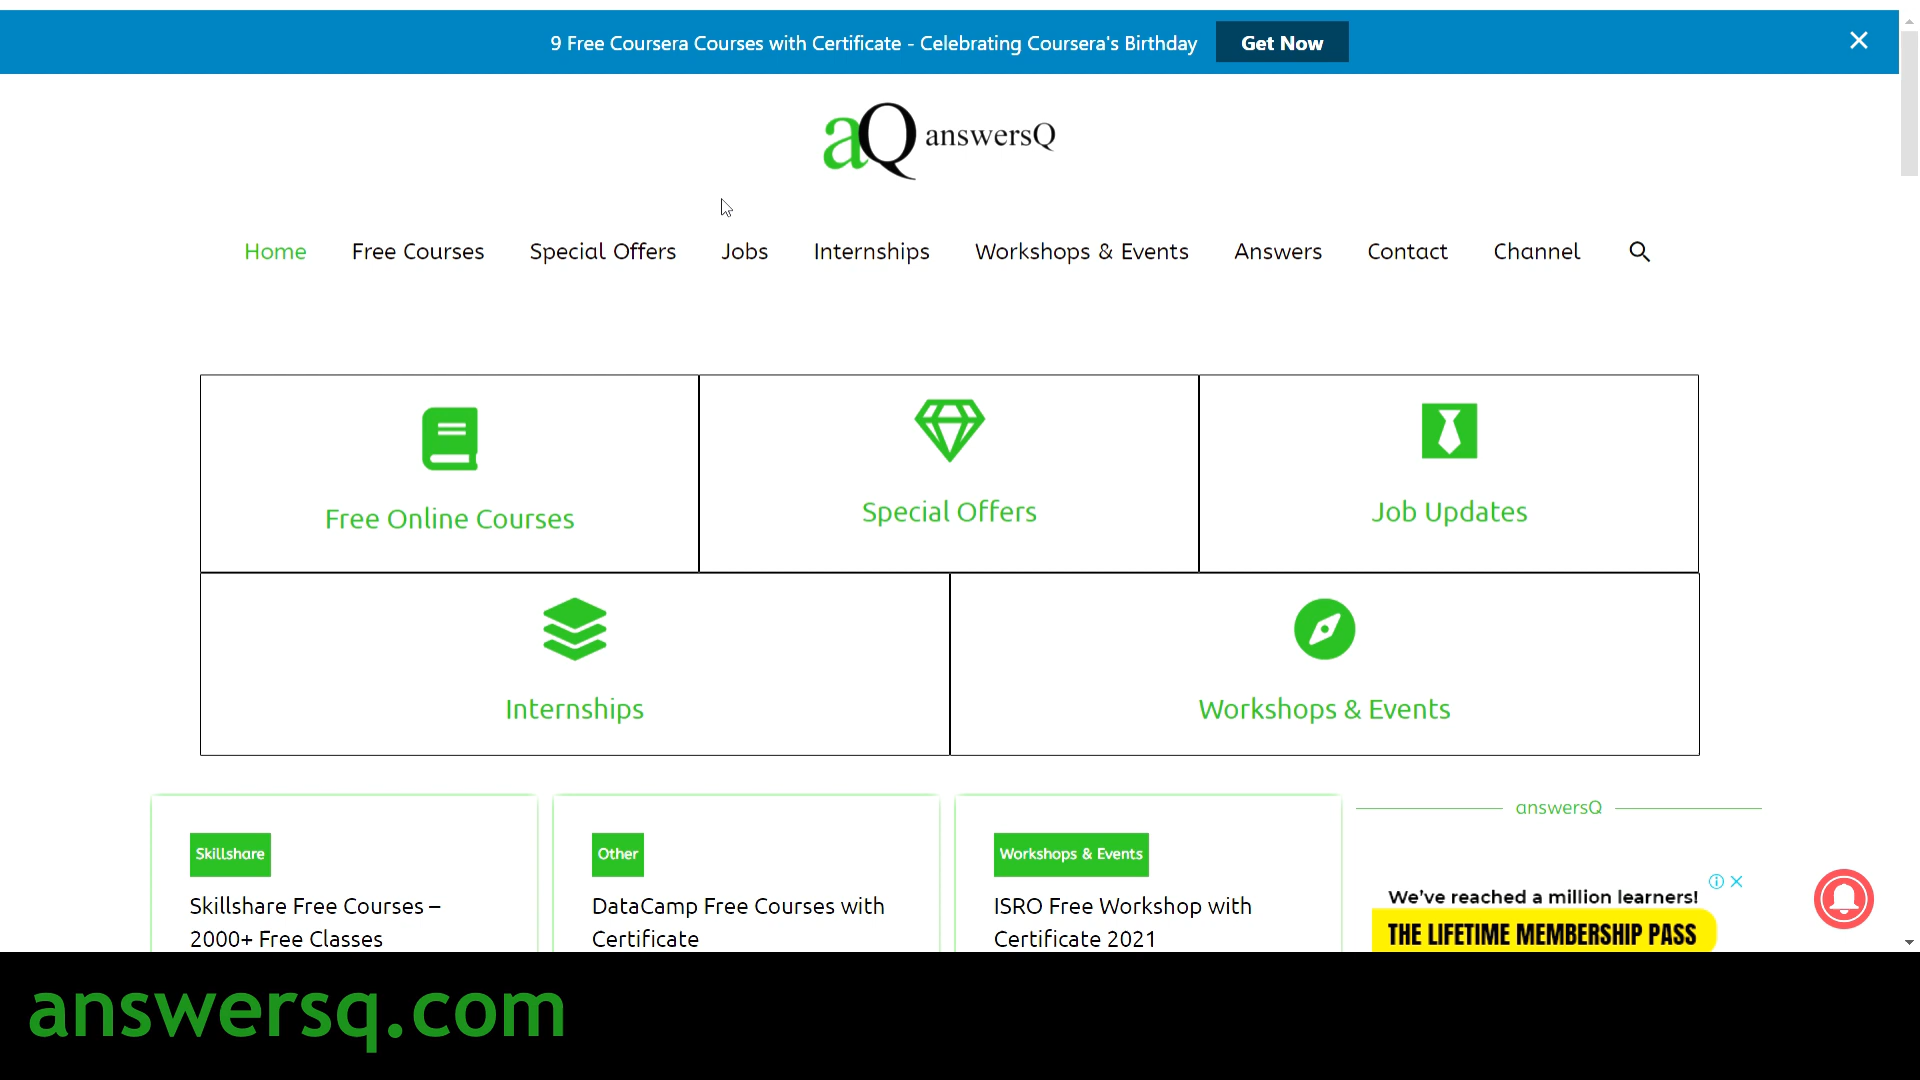 9 Free Coursera Courses with Certificate - Celebrating Coursera's Birthday Get Now
aQ answersQ
Home Free Courses Special Offers Jobs Internships Workshops & Events Answers Contact Channel
Free Online Courses
Special Offers
Job Updates
Internships
Workshops & Events
Skillshare
Skillshare Free Courses –
2000+ Free Classes
Other
DataCamp Free Courses with
Certificate
Workshops & Events
ISRO Free Workshop with
Certificate 2021
answersQ
We've reached a million learners!
THE LIFETIME MEMBERSHIP PASS
answersq.com